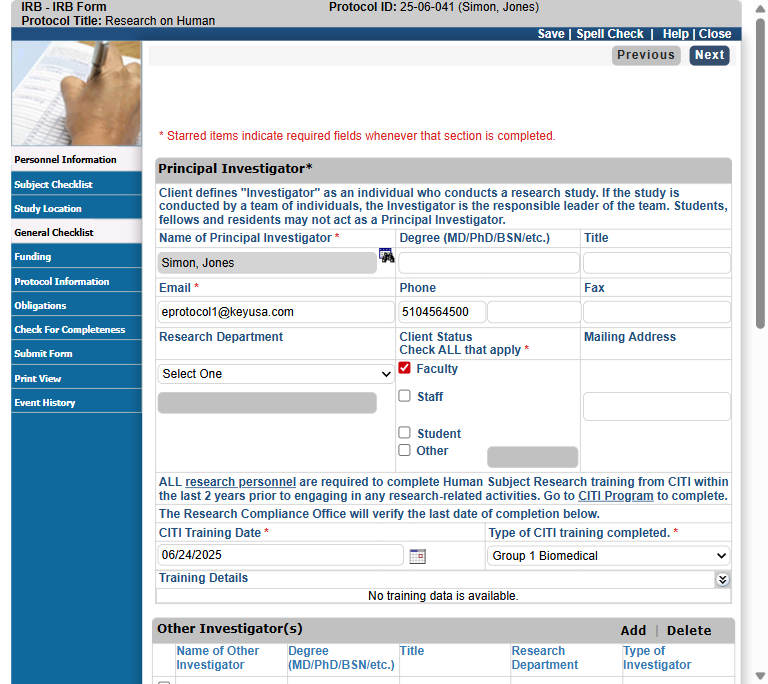 IRB - IRB Form
Protocol ID: 25-06-041 (Simon, Jones)
Protocol Title: Research on Human
Save | Spell Check | Help | Close
Previous Next
* Starred items indicate required fields whenever that section is completed.
Personnel Information
Subject Checklist
Study Location
General Checklist
Funding
Protocol Information
Obligations
Check For Completeness
Submit Form
Print View
Event History
Principal Investigator*
Client defines "Investigator" as an individual who conducts a research study. If the study is
conducted by a team of individuals, the Investigator is the responsible leader of the team. Students,
fellows and residents may not act as a Principal Investigator.
Name of Principal Investigator * Degree (MD/PhD/BSN/etc.) Title
Simon, Jones
Email * Phone Fax
eprotocol1@keyusa.com 5104564500
Research Department Client Status Mailing Address
Check ALL that apply *
Select One Faculty
Staff
Student
Other
ALL research personnel are required to complete Human Subject Research training from CITI within
the last 2 years prior to engaging in any research-related activities. Go to CITI Program to complete.
The Research Compliance Office will verify the last date of completion below.
CITI Training Date * Type of CITI training completed. *
06/24/2025 Group 1 Biomedical
Training Details
No training data is available.
Other Investigator(s) Add | Delete
Name of Other Degree Title Research Type of
Investigator (MD/PhD/BSN/etc.) Department Investigator